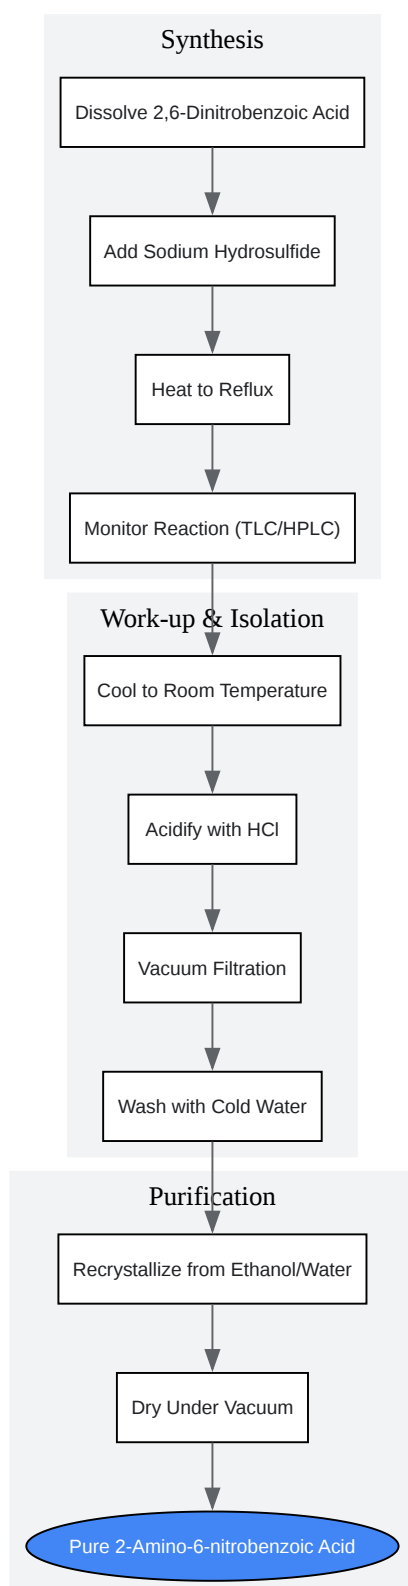 Synthesis
Dissolve 2,6-Dinitrobenzoic Acid
Add Sodium Hydrosulfide
Heat to Reflux
Monitor Reaction (TLC/HPLC)
Work-up & Isolation
Cool to Room Temperature
Acidify with HCl
Vacuum Filtration
Wash with Cold Water
Purification
Recrystallize from Ethanol/Water
Dry Under Vacuum
Pure 2-Amino-6-nitrobenzoic Acid